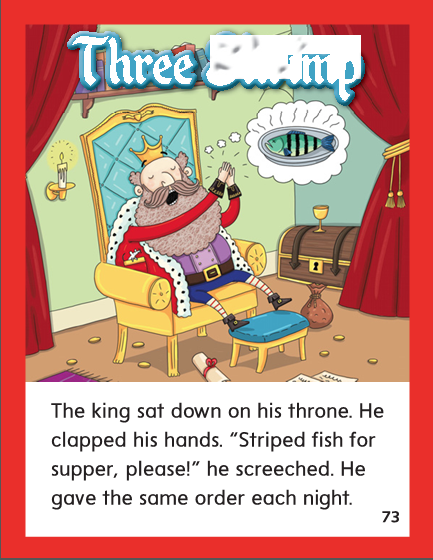 Three
The king sat down on his throne. He
clapped his hands. “Striped fish for
supper, please!” he screeched. He
gave the same order each night.
73